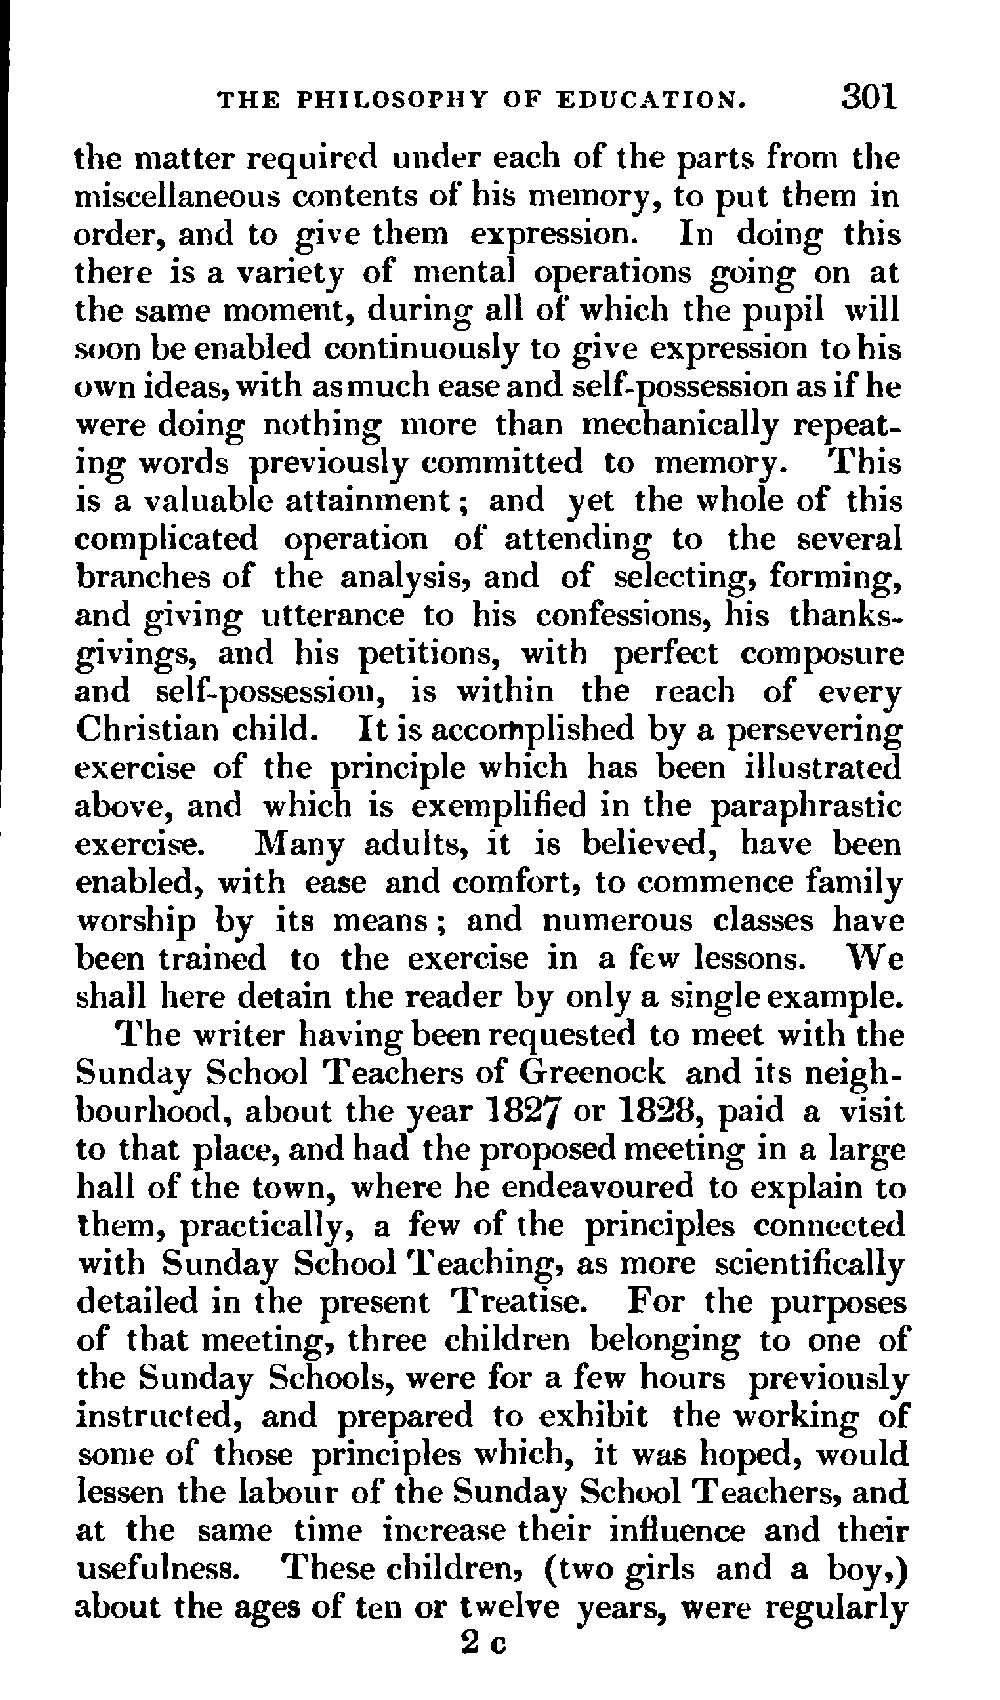 THE PHILOSOPHY OF EDUCATION. 301
the matter required under each of the parts from the
miscellaneous contents of his memory, to put them in
order, and to give them expression. In doing this
there is a variety of mental operations going on at
the same moment, during all of which the pupil will
soon be enabled continuously to give expression to his
own ideas, with as much ease and self-possession as if he
were doing nothing more than mechanically repeat-
ing words previously committed to memory. This
is a valuable attainment; and yet the whole of this
complicated operation of attending to the several
branches of the analysis, and of selecting, forming,
and giving utterance to his confessions, his thanks-
givings, and his petitions, with perfect composure
and self-possession, is within the reach of every
Christian child. It is accomplished by a persevering
exercise of the principle which has been illustrated
above, and which is exemplified in the paraphrastic
exercise. Many adults, it is believed, have been
enabled, with ease and comfort, to commence family
worship by its means; and numerous classes have
been trained to the exercise in a few lessons. We
shall here detain the reader by only a single example.
The writer having been requested to meet with the
Sunday School Teachers of Greenock and its neigh-
bourhood, about the year 1827 or 1828, paid a visit
to that place, and had the proposed meeting in a large
hall of the town, where he endeavoured to explain to
them, practically, a few of the principles connected
with Sunday School Teaching, as more scientifically
detailed in the present Treatise. For the purposes
of that meeting, three children belonging to one of
the Sunday Schools, were for a few hours previously
instructed, and prepared to exhibit the working of
some of those principles which, it was hoped, would
lessen the labour of the Sunday School Teachers, and
at the same time increase their influence and their
usefulness. These children, (two girls and a boy,)
about the ages of ten or twelve years, were regularly
2 c